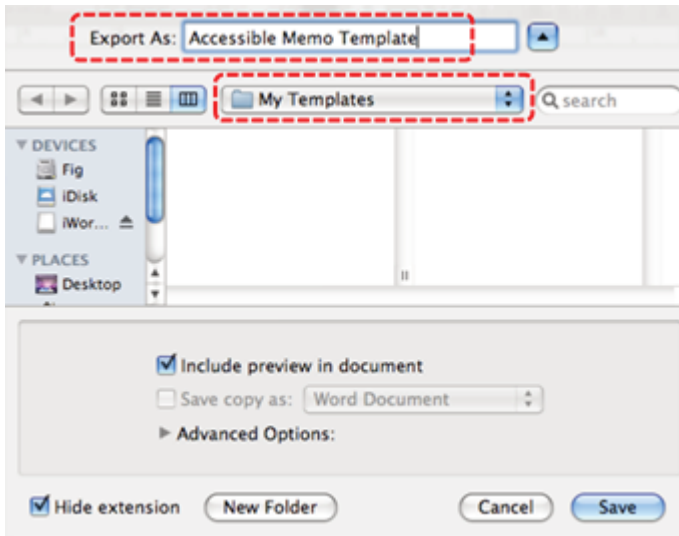 Export As: Accessible Memo Template
My Templates
search
DEVICES
Fig
iDisk
iWor...
PLACES
Desktop
Include preview in document
Save copy as: Word Document
Advanced Options:
Hide extension New Folder Cancel Save